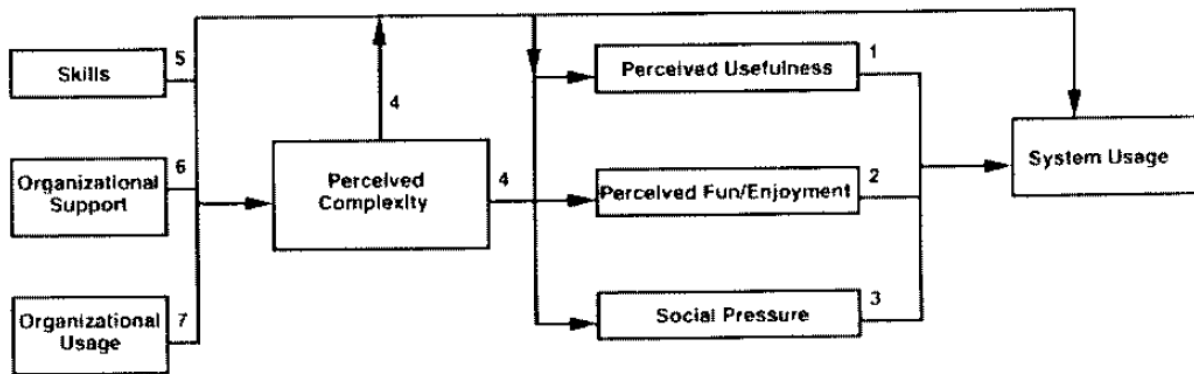 Skills
5
Organizational
Support
6
Organizational
Usage
7
Perceived
Complexity
4
4
Perceived Usefulness
1
Perceived Fun/Enjoyment
2
Social Pressure
3
System Usage